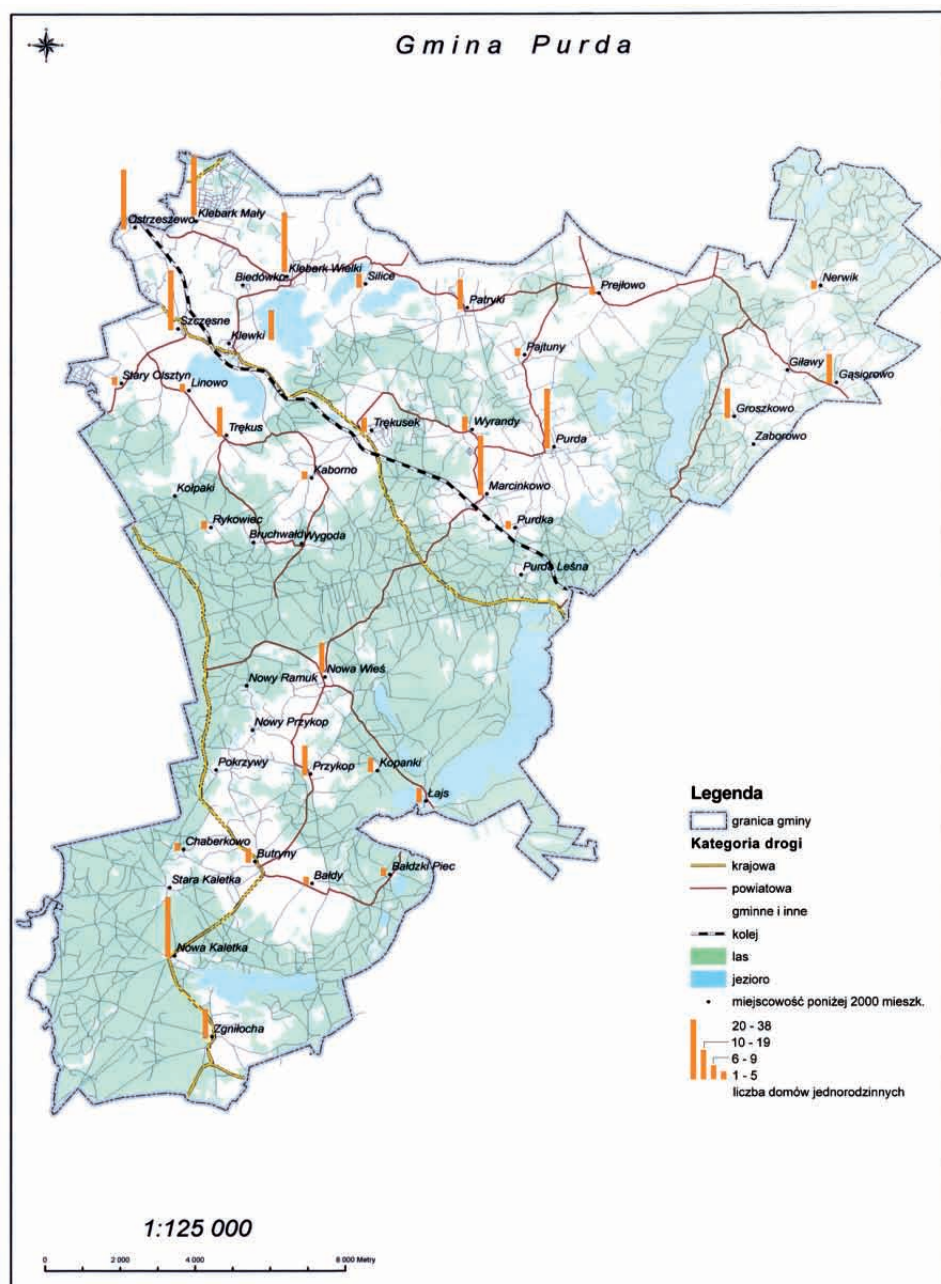 Gmina Purda
Ostrzeszewo
Klebark Mały
Biedówko
Klebark Wielki
Silice
Patryki
Prejłowo
Nerwik
Szczęsne
Klewki
Pajtuny
Giławy
Gąsiorowo
Stary Olsztyn
Linowo
Groszkowo
Trękus
Trękusek
Wyrandy
Purda
Zaborowo
Kaborno
Kołpaki
Marcinkowo
Rykowiec
Bruchwałdy
Wygoda
Purdka
Purda Leśna
Nowa Wieś
Nowy Ramuk
Nowy Przykop
Pokrzywy
Przykop
Kopanki
Łajs
Chaberkowo
Butryny
Bałdzki Piec
Stara Kaletka
Bałdy
Nowa Kaletka
Zgniłocha
Legenda
granica gminy
Kategoria drogi
krajowa
powiatowa
gminne i inne
kolej
las
jezioro
miejscowość poniżej 2000 mieszk.
20 - 38
10 - 19
6 - 9
1 - 5
liczba domów jednorodzinnych
1:125 000
0 2 000 4 000 8 000 Metry